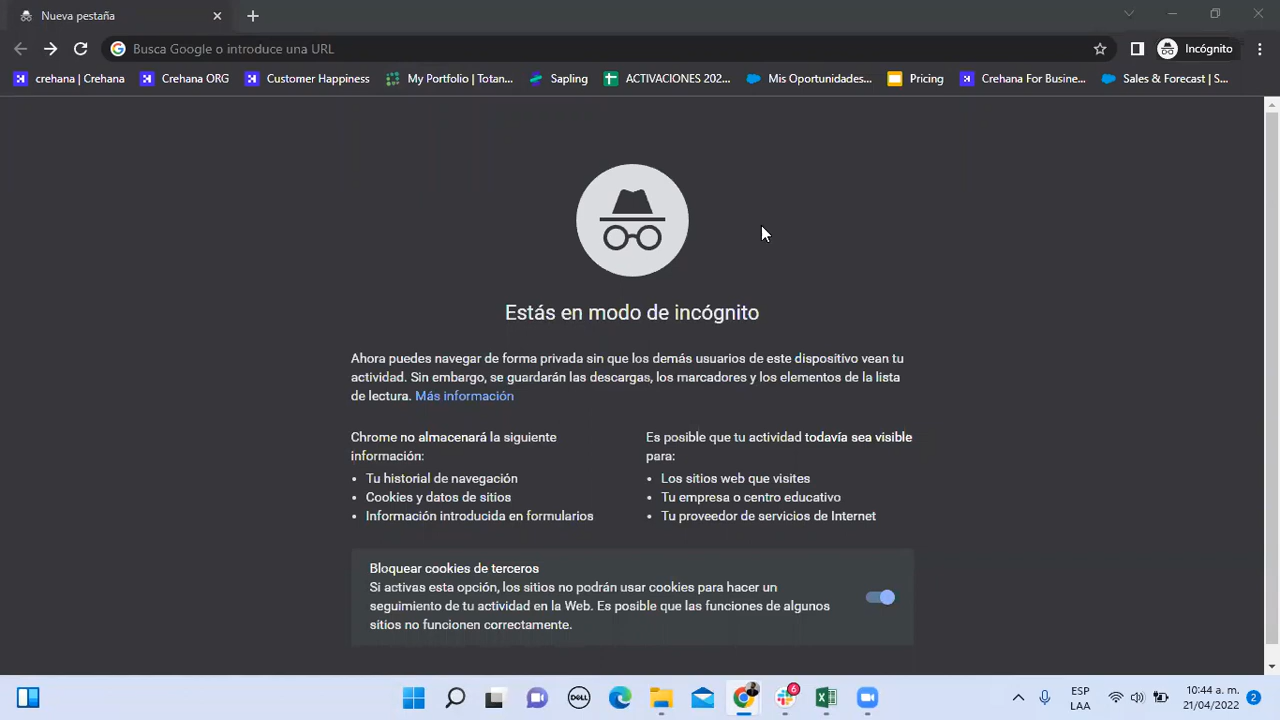 Nueva pestaña
Busca Google o introduce una URL
Incógnito
crehana | Crehana
Crehana ORG
Customer Happiness
My Portfolio | Totan...
Sapling
ACTIVACIONES 202...
Mis Oportunidades...
Pricing
Crehana For Busine...
Sales & Forecast | S...
Estás en modo de incógnito
Ahora puedes navegar de forma privada sin que los demás usuarios de este dispositivo vean tu
actividad. Sin embargo, se guardarán las descargas, los marcadores y los elementos de la lista
de lectura. Más información
Chrome no almacenará la siguiente
información:
• Tu historial de navegación
• Cookies y datos de sitios
• Información introducida en formularios
Es posible que tu actividad todavía sea visible
para:
• Los sitios web que visites
• Tu empresa o centro educativo
• Tu proveedor de servicios de Internet
Bloquear cookies de terceros
Si activas esta opción, los sitios no podrán usar cookies para hacer un
seguimiento de tu actividad en la Web. Es posible que las funciones de algunos
sitios no funcionen correctamente.
DELL
6
ESP
LAA
10:44 a. m.
21/04/2022
2